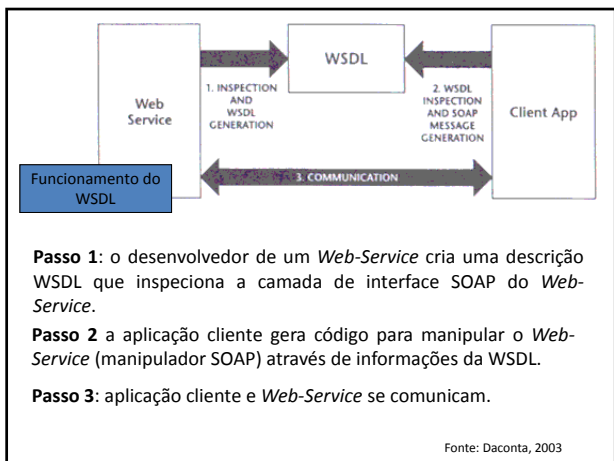 WSDL
Web
Service
1. INSPECTION
AND
WSDL
GENERATION
2. WSDL
INSPECTION
AND SOAP
MESSAGE
GENERATION
Client App
3. COMMUNICATION
Funcionamento do
WSDL
Passo 1: o desenvolvedor de um Web-Service cria uma descrição
WSDL que inspeciona a camada de interface SOAP do Web-
Service.
Passo 2 a aplicação cliente gera código para manipular o Web-
Service (manipulador SOAP) através de informações da WSDL.
Passo 3: aplicação cliente e Web-Service se comunicam.
Fonte: Daconta, 2003